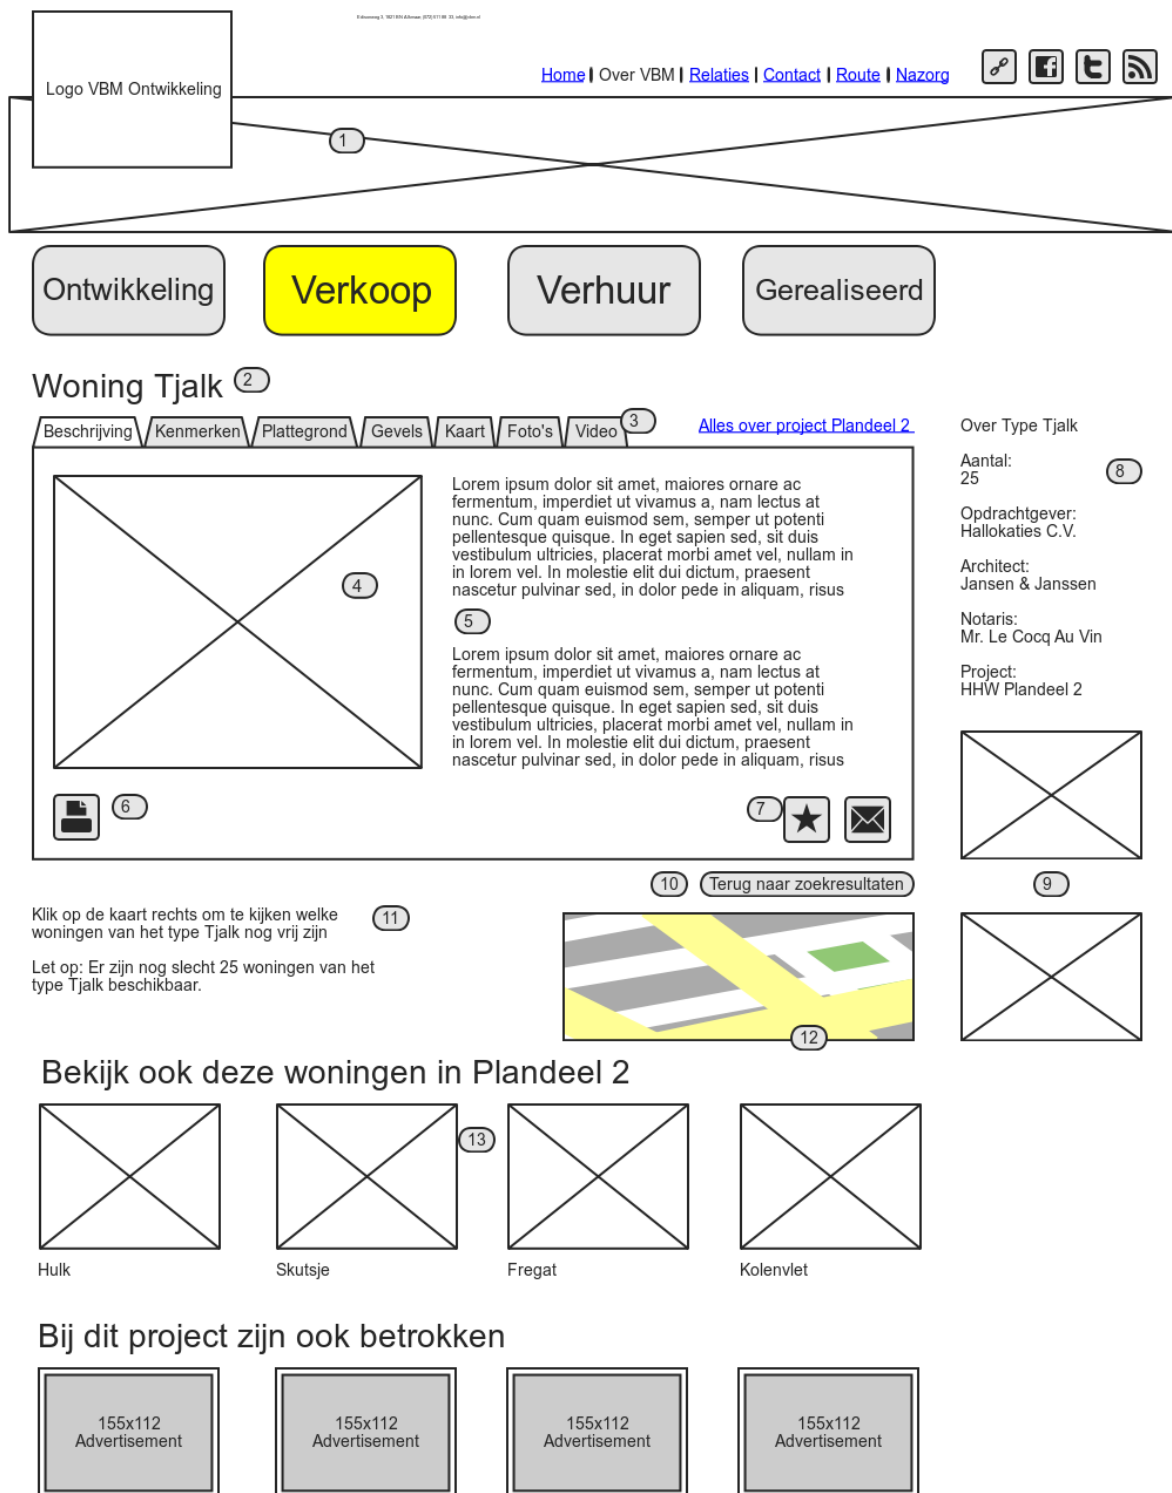 Logo VBM Ontwikkeling
Home | Over VBM | Relaties | Contact | Route | Nazorg
1
Ontwikkeling
Verkoop
Verhuur
Gerealiseerd
Woning Tjalk 2
Beschrijving Kenmerken Plattegrond Gevels Kaart Foto's Video 3
Alles over project Plandeel 2
Lorem ipsum dolor sit amet, maiores ornare ac
fermentum, imperdiet ut vivamus a, nam lectus at
nunc. Cum quam euismod sem, semper ut potenti
pellentesque quisque. In eget sapien sed, sit duis
vestibulum ultricies, placerat morbi amet vel, nullam in
in lorem vel. In molestie elit dui dictum, praesent
nascetur pulvinar sed, in dolor pede in aliquam, risus
4
5
Lorem ipsum dolor sit amet, maiores ornare ac
fermentum, imperdiet ut vivamus a, nam lectus at
nunc. Cum quam euismod sem, semper ut potenti
pellentesque quisque. In eget sapien sed, sit duis
vestibulum ultricies, placerat morbi amet vel, nullam in
in lorem vel. In molestie elit dui dictum, praesent
nascetur pulvinar sed, in dolor pede in aliquam, risus
6
7
Over Type Tjalk
Aantal:
25
8
Opdrachtgever:
Hallokaties C.V.
Architect:
Jansen & Janssen
Notaris:
Mr. Le Cocq Au Vin
Project:
HHW Plandeel 2
9
10
Terug naar zoekresultaten
Klik op de kaart rechts om te kijken welke
woningen van het type Tjalk nog vrij zijn
11
Let op: Er zijn nog slecht 25 woningen van het
type Tjalk beschikbaar.
12
Bekijk ook deze woningen in Plandeel 2
13
Hulk
Skutsje
Fregat
Kolenvlet
Bij dit project zijn ook betrokken
155x112
Advertisement
155x112
Advertisement
155x112
Advertisement
155x112
Advertisement